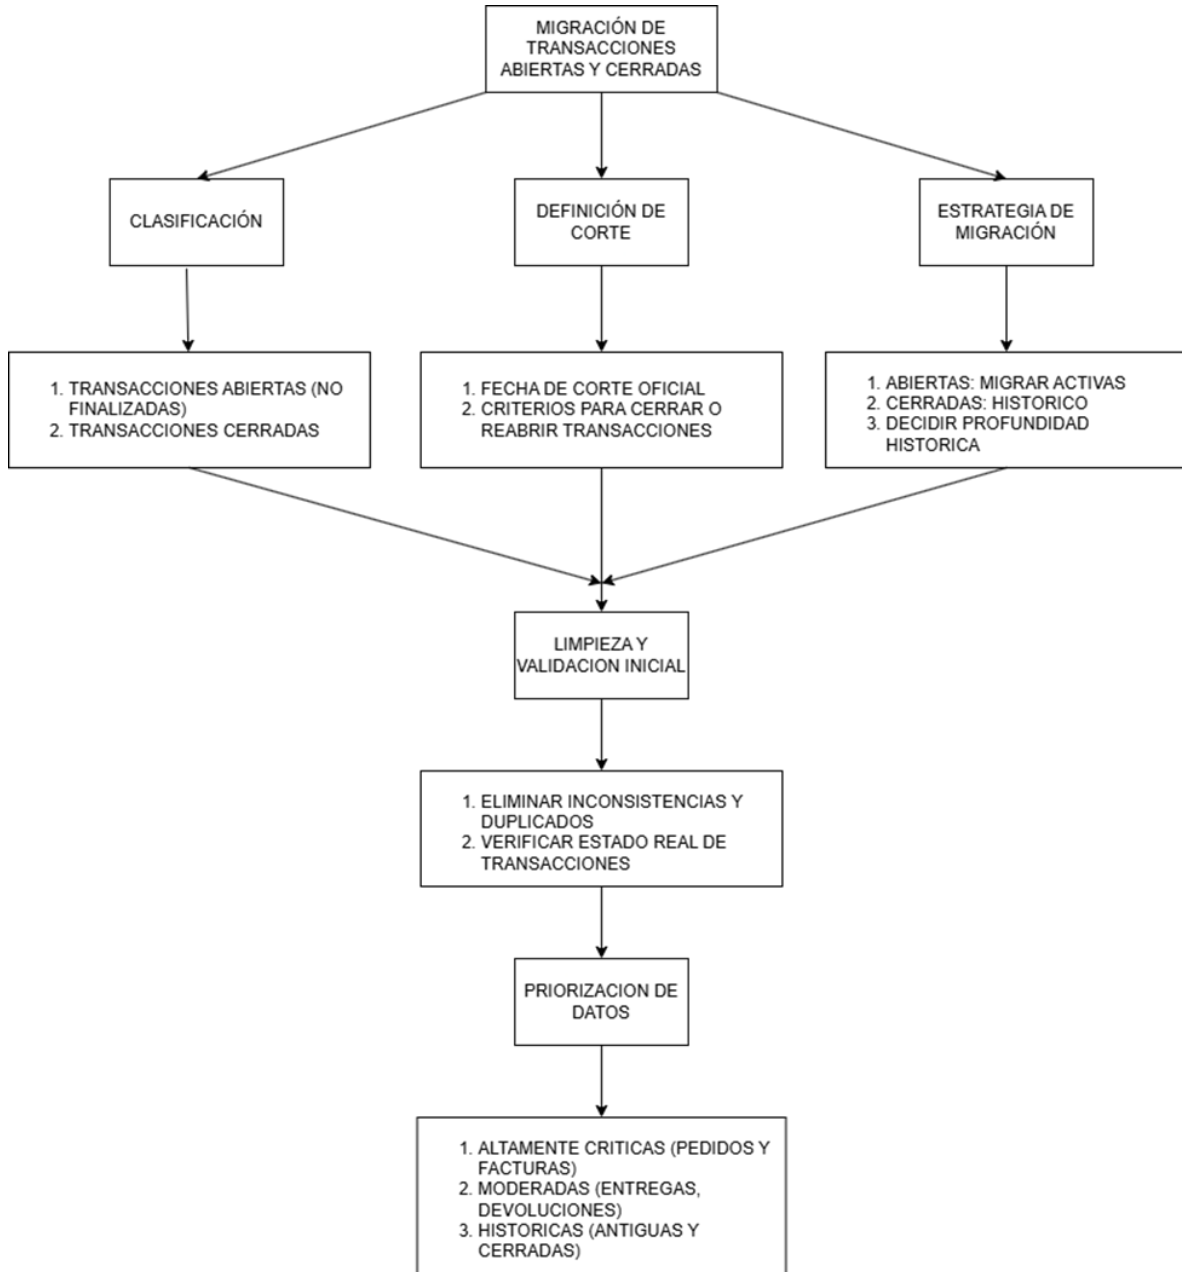 MIGRACIÓN DE
TRANSACCIONES
ABIERTAS Y CERRADAS
CLASIFICACIÓN
DEFINICIÓN DE
CORTE
ESTRATEGIA DE
MIGRACIÓN
1. TRANSACCIONES ABIERTAS (NO
FINALIZADAS)
2. TRANSACCIONES CERRADAS
1. FECHA DE CORTE OFICIAL
2. CRITERIOS PARA CERRAR O
REABRIR TRANSACCIONES
1. ABIERTAS: MIGRAR ACTIVAS
2. CERRADAS: HISTORICO
3. DECIDIR PROFUNDIDAD
HISTORICA
LIMPIEZA Y
VALIDACION INICIAL
1. ELIMINAR INCONSISTENCIAS Y
DUPLICADOS
2. VERIFICAR ESTADO REAL DE
TRANSACCIONES
PRIORIZACION DE
DATOS
1. ALTAMENTE CRITICAS (PEDIDOS Y
FACTURAS)
2. MODERADAS (ENTREGAS,
DEVOLUCIONES)
3. HISTORICAS (ANTIGUAS Y
CERRADAS)